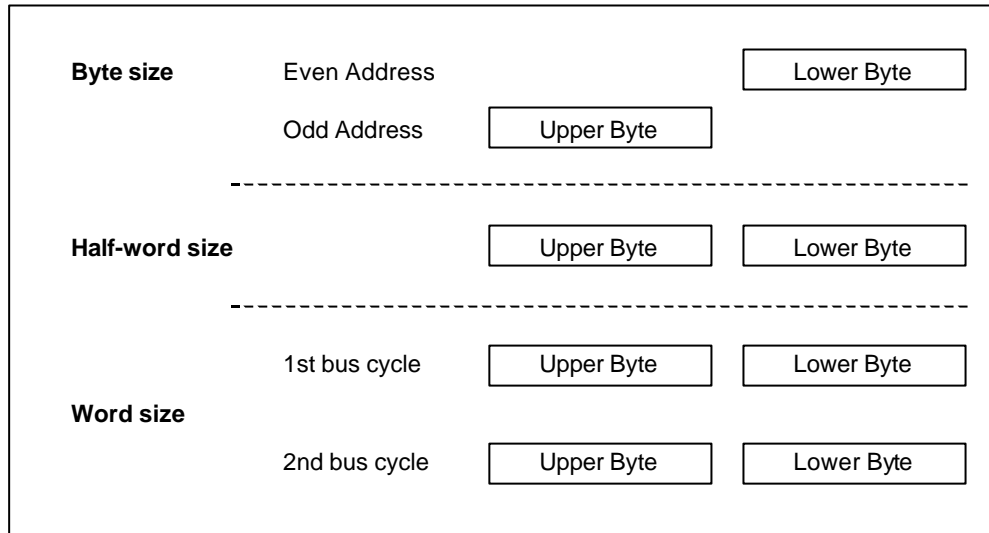 Byte size Even Address Lower Byte
Odd Address Upper Byte
Half-word size Upper Byte Lower Byte
1st bus cycle Upper Byte Lower Byte
Word size
2nd bus cycle Upper Byte Lower Byte